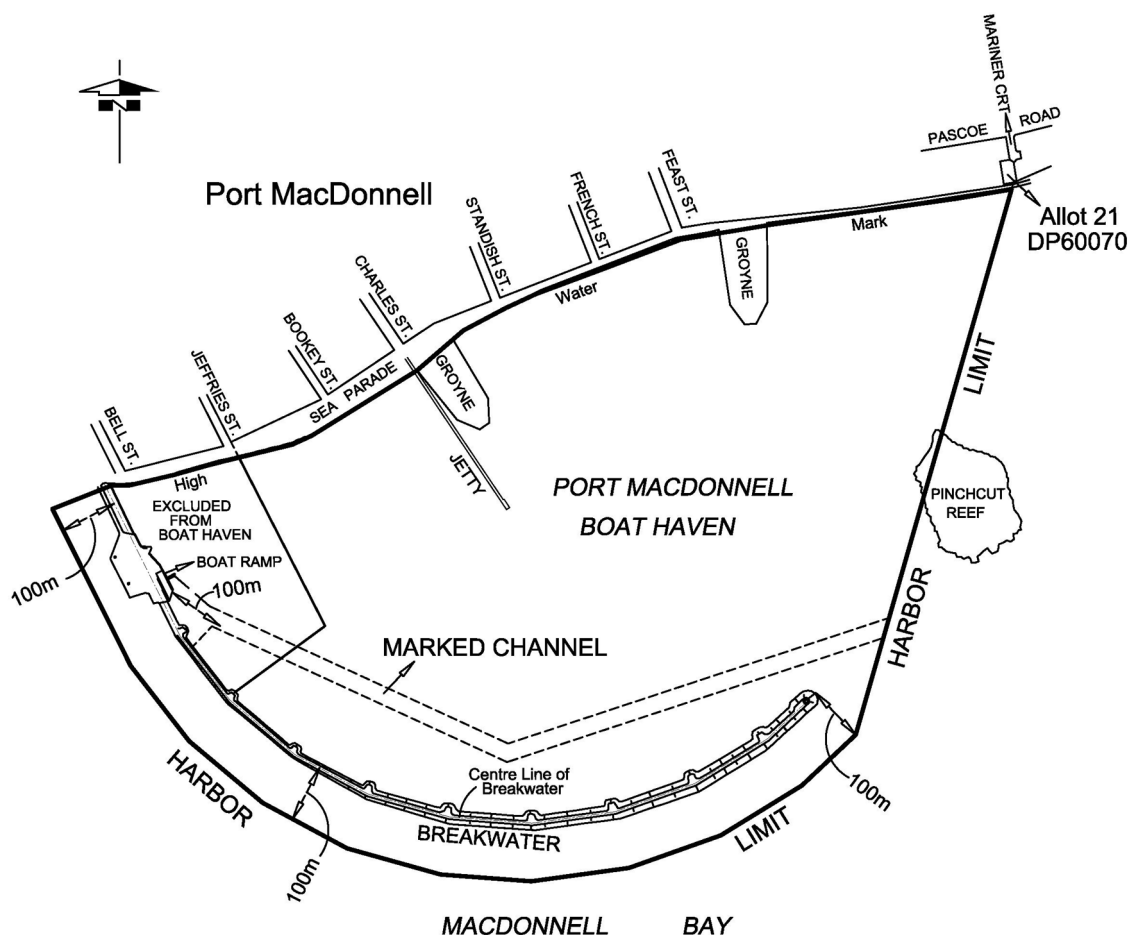 N
MARINER CRT
PASCOE ROAD
Port MacDonnell
Allot 21
DP60070
FEAST ST.
FRENCH ST.
STANDISH ST.
CHARLES ST.
BOOKEY ST.
JEFFRIES ST.
BELL ST.
High
Water
Mark
SEA PARADE
GROYNE
GROYNE
JETTY
LIMIT
HARBOR
PINCHCUT
REEF
PORT MACDONNELL
BOAT HAVEN
EXCLUDED
FROM
BOAT HAVEN
BOAT RAMP
100m
100m
MARKED CHANNEL
Centre Line of
Breakwater
BREAKWATER
HARBOR
LIMIT
100m
100m
MACDONNELL BAY